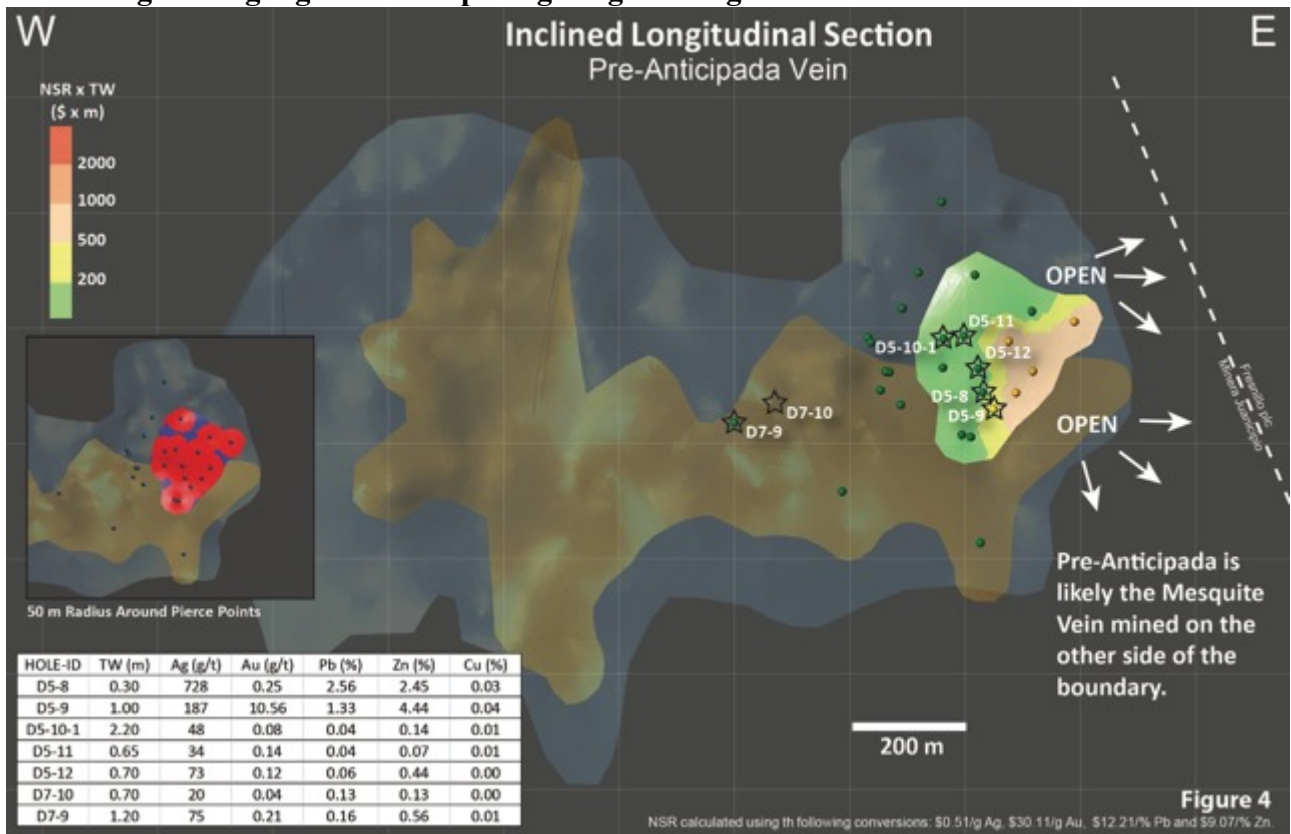 W
Inclined Longitudinal Section
E
Pre-Anticipada Vein
NSR x TW
($ x m)
2000
1000
500
200
OPEN
D5-11
D5-10-1
D5-12
D5-8
D5-9
D7-10
D7-9
OPEN
Fresnillo plc
Minera Juanicipio
50 m Radius Around Pierce Points
Pre-Anticipada is
likely the Mesquite
Vein mined on the
other side of the
boundary.
200 m
HOLE-ID TW (m) Ag (g/t) Au (g/t) Pb (%) Zn (%) Cu (%)
D5-8 0.30 728 0.25 2.56 2.45 0.03
D5-9 1.00 187 10.56 1.33 4.44 0.04
D5-10-1 2.20 48 0.08 0.04 0.14 0.01
D5-11 0.65 34 0.14 0.04 0.07 0.01
D5-12 0.70 73 0.12 0.06 0.44 0.00
D7-10 0.70 20 0.04 0.13 0.13 0.00
D7-9 1.20 75 0.21 0.16 0.56 0.01
Figure 4
NSR calculated using th following conversions: $0.51/g Ag, $30.11/g Au, $12.21/% Pb and $9.07/% Zn.